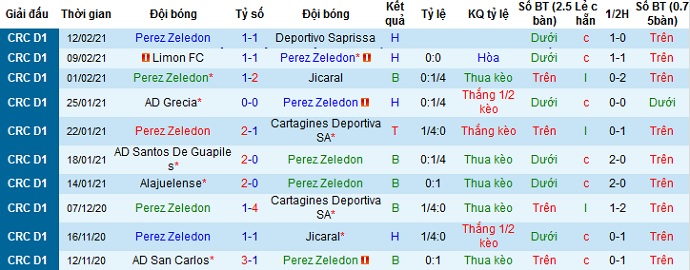 Giải đấu Thời gian Đội bóng Tỷ số Đội bóng Kết quả Tỷ lệ KQ tỷ lệ Số BT (2.5 bàn) Lẻ c hẵn 1/2H Số BT (0.7 5bàn)
CRC D1 12/02/21 Perez Zeledon 1-1 Deportivo Saprissa H Dưới c 1-0 Trên
CRC D1 09/02/21 Limon FC 1-1 Perez Zeledon* H 0:0 Hòa Dưới c 1-1 Trên
CRC D1 01/02/21 Perez Zeledon* 1-2 Jicaral B 0:1/4 Thua kèo Trên l 0-2 Trên
CRC D1 25/01/21 AD Grecia* 0-0 Perez Zeledon H 0:1/4 Thắng 1/2 kèo Dưới c 0-0 Dưới
CRC D1 22/01/21 Perez Zeledon 2-1 Cartagines Deportiva SA* T 1/4:0 Thắng kèo Trên l 0-1 Trên
CRC D1 18/01/21 AD Santos De Guapiles* 2-0 Perez Zeledon B 0:1/4 Thua kèo Dưới c 2-0 Trên
CRC D1 14/01/21 Alajuelense* 2-0 Perez Zeledon B 0:1 Thua kèo Dưới c 2-0 Trên
CRC D1 07/12/20 Perez Zeledon 1-4 Cartagines Deportiva SA* B 1/4:0 Thua kèo Trên l 1-2 Trên
CRC D1 16/11/20 Perez Zeledon 1-1 Jicaral* H 1/4:0 Thắng 1/2 kèo Dưới c 0-1 Trên
CRC D1 12/11/20 AD San Carlos* 3-1 Perez Zeledon B 0:1 Thua kèo Trên c 0-1 Trên